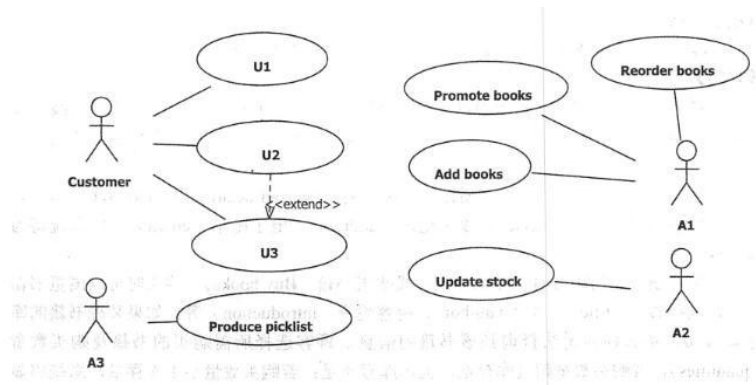 U1
Reorder books
Promote books
U2
Customer
Add books
<<extend>>
A1
U3
Update stock
Produce picklist
A2
A3